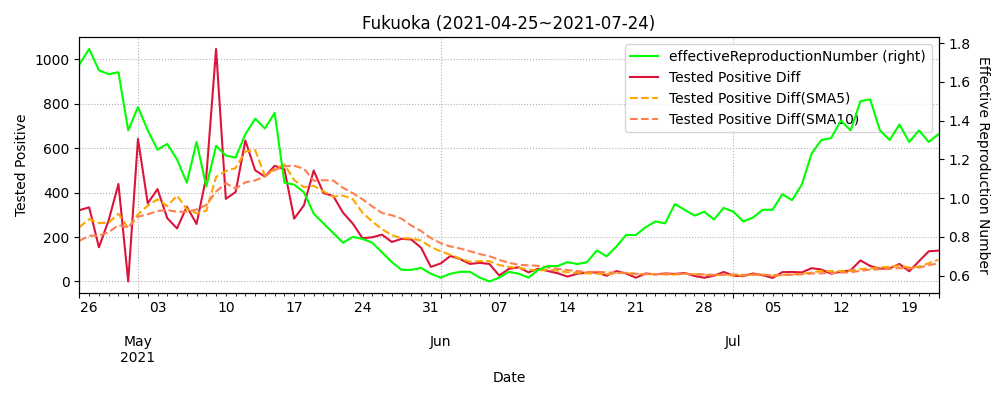 Fukuoka (2021-04-25~2021-07-24)
effectiveReproductionNumber (right)
Tested Positive Diff
Tested Positive Diff(SMA5)
Tested Positive Diff(SMA10)
Tested Positive
1000
800
600
400
200
0
Effective Reproduction Number
1.8
1.6
1.4
1.2
1.0
0.8
0.6
26 03 10 17 24 31 07 14 21 28 05 12 19
May Jun Jul
2021
Date